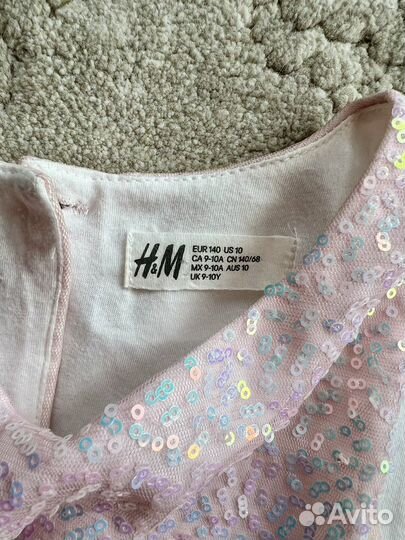 H&M
EUR 140 US 10
CA 9-10A CN 140/68
MX 9-10A AUS 10
UK 9-10Y
Avito